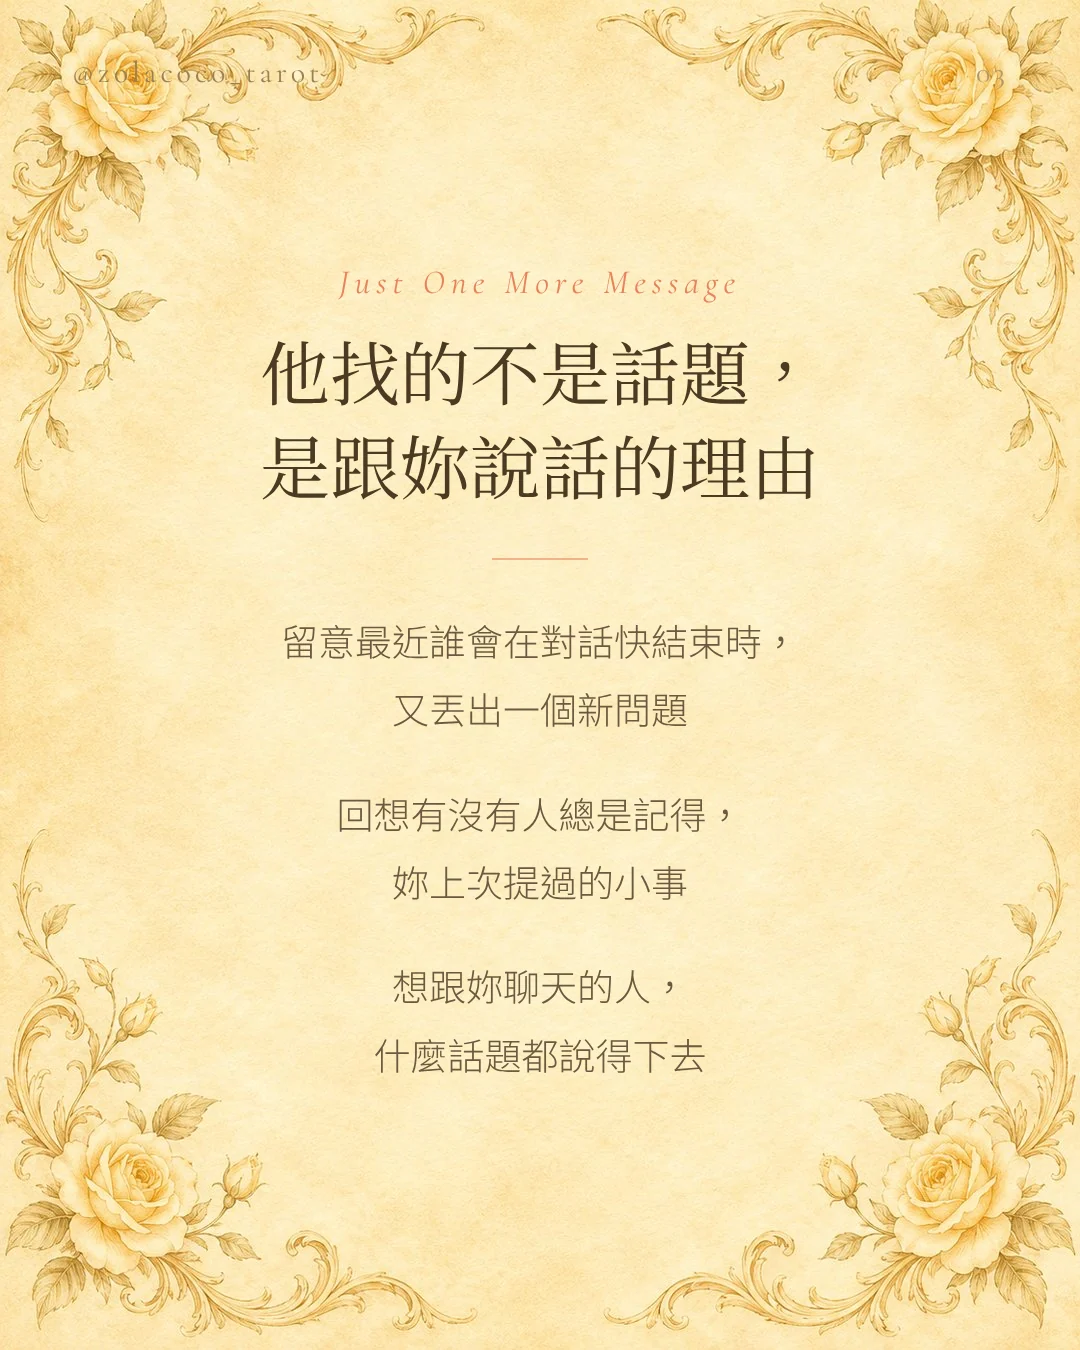 @zolacoco_tarot
03
Just One More Message
他找的不是話題，
是跟妳說話的理由
留意最近誰會在對話快結束時，
又丟出一個新問題
回想有沒有人總是記得，
妳上次提過的小事
想跟妳聊天的人，
什麼話題都說得下去